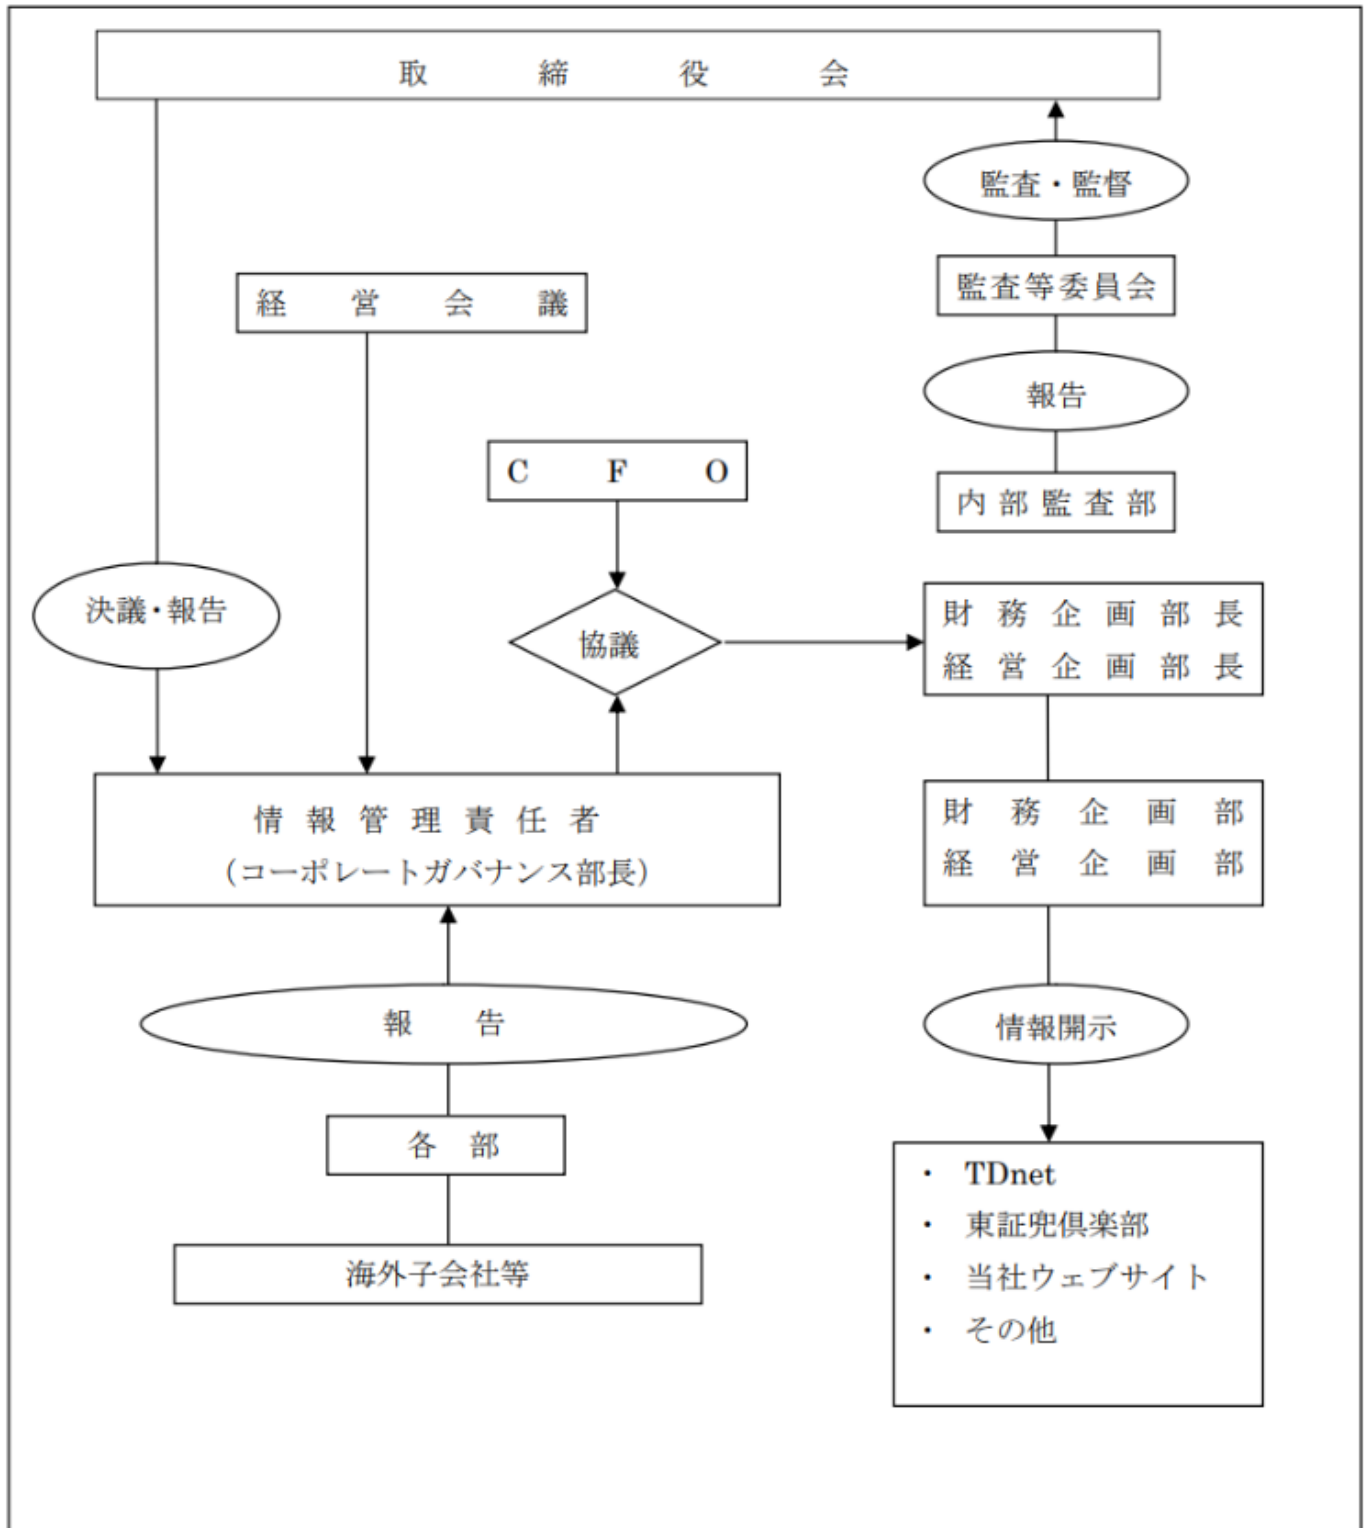 取締役会
監査・監督
監査等委員会
経営会議
報告
CFO
内部監査部
決議・報告
協議
財務企画部長
経営企画部長
情報管理責任者
（コーポレートガバナンス部長）
財務企画部
経営企画部
報告
情報開示
各部
海外子会社等
・ TDnet
・ 東証兜倶楽部
・ 当社ウェブサイト
・ その他